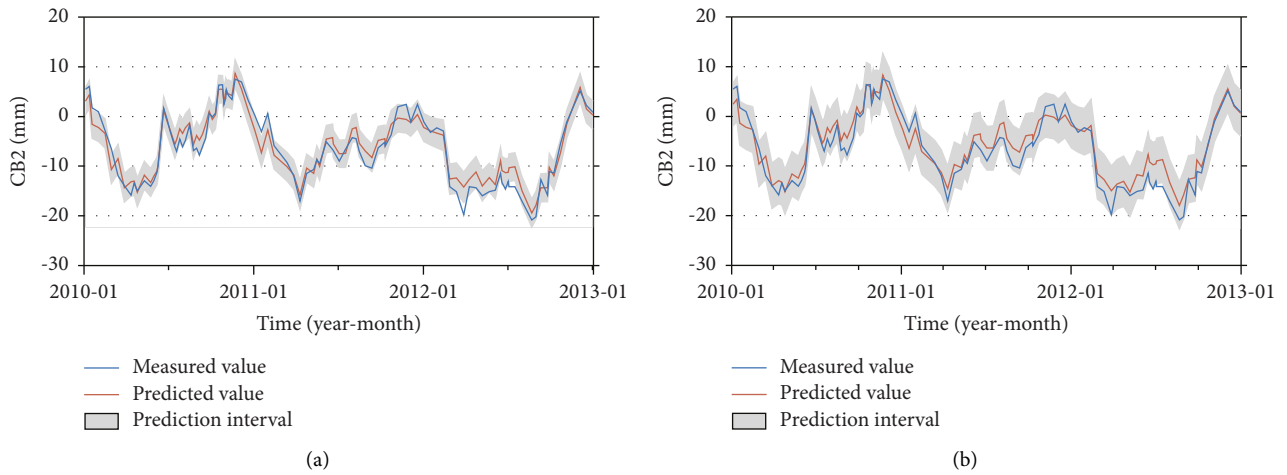 20
10
0
-10
-20
-30
CB2 (mm)
2010-01
2011-01
2012-01
2013-01
Time (year-month)
Measured value
Predicted value
Prediction interval
(a)
20
10
0
-10
-20
-30
CB2 (mm)
2010-01
2011-01
2012-01
2013-01
Time (year-month)
Measured value
Predicted value
Prediction interval
(b)